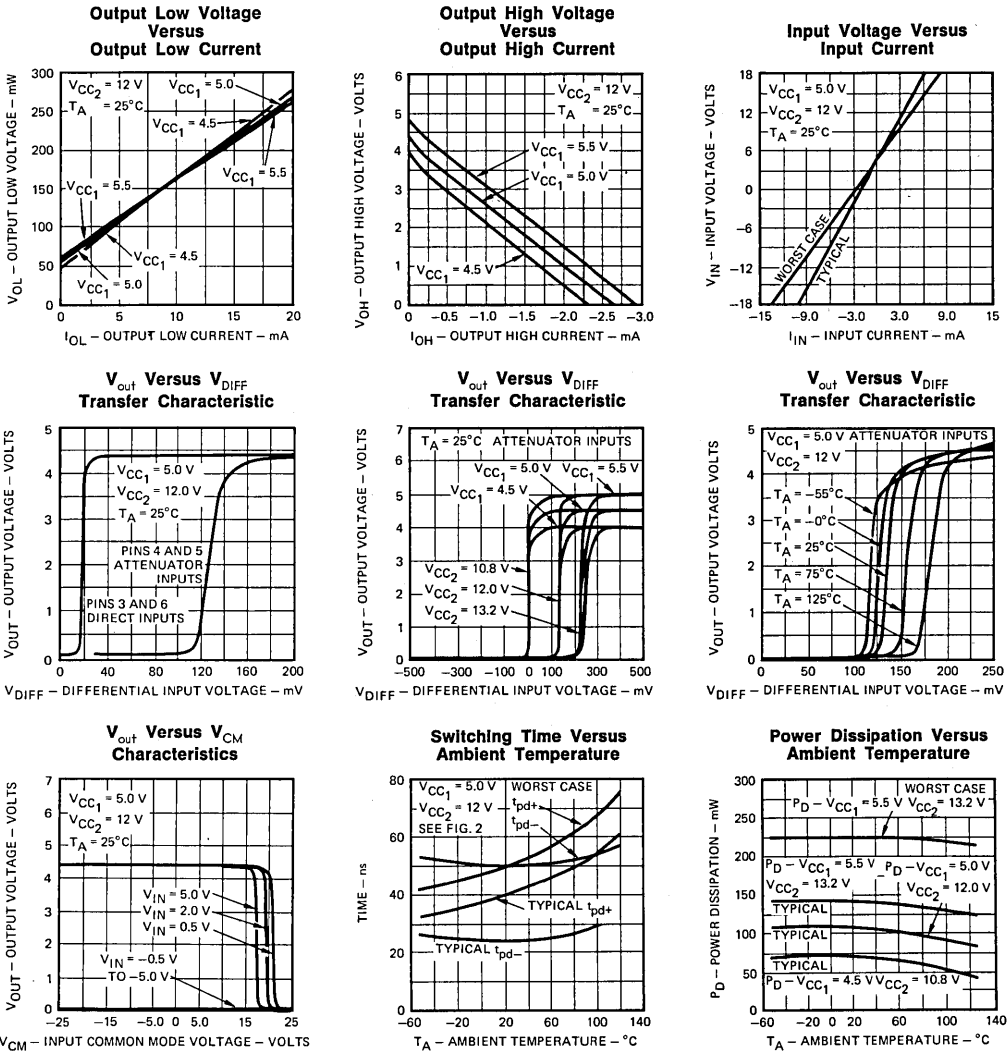 Output Low Voltage
Versus
Output Low Current
300
250
200
150
100
50
0
VOL – OUTPUT LOW VOLTAGE – mW
VCC2 = 12 V
TA = 25°C
VCC1 = 5.0
VCC1 = 4.5
VCC1 = 5.5
VCC1 = 5.5
VCC1 = 4.5
VCC1 = 5.0
0 5 10 15 20
IOL – OUTPUT LOW CURRENT – mA
Output High Voltage
Versus
Output High Current
6
5
4
3
2
1
0
VOH – OUTPUT HIGH VOLTAGE – VOLTS
VCC2 = 12 V
TA = 25°C
VCC1 = 5.5 V
VCC1 = 5.0 V
VCC1 = 4.5 V
0 -0.5 -1.0 -1.5 -2.0 -2.5 -3.0
IOH – OUTPUT HIGH CURRENT – mA
Input Voltage Versus
Input Current
18
12
6
0
-6
-12
-18
VIN – INPUT VOLTAGE – VOLTS
VCC1 = 5.0 V
VCC2 = 12 V
TA = 25°C
WORST CASE
TYPICAL
-15 -9.0 -3.0 3.0 9.0 15
IIN – INPUT CURRENT – mA
Vout Versus VDIFF
Transfer Characteristic
5
4
3
2
1
0
VOUT – OUTPUT VOLTAGE – VOLTS
VCC1 = 5.0 V
VCC2 = 12.0 V
TA = 25°C
PINS 4 AND 5
ATTENUATOR
INPUTS
PINS 3 AND 6
DIRECT INPUTS
0 40 80 120 160 200
VDIFF – DIFFERENTIAL INPUT VOLTAGE – mV
Vout Versus VDIFF
Transfer Characteristic
7
6
5
4
3
2
1
0
VOUT – OUTPUT VOLTAGE – VOLTS
TA = 25°C ATTENUATOR INPUTS
VCC1 = 5.0 V VCC1 = 5.5 V
VCC1 = 4.5 V
VCC2 = 10.8 V
VCC2 = 12.0 V
VCC2 = 13.2 V
-500 -300 -100 0 100 300 500
VDIFF – DIFFERENTIAL INPUT VOLTAGE – mV
Vout Versus VDIFF
Transfer Characteristic
5
4
3
2
1
0
VOUT – OUTPUT VOLTAGE – VOLTS
VCC1 = 5.0 V ATTENUATOR INPUTS
VCC2 = 12 V
TA = -55°C
TA = -0°C
TA = 25°C
TA = 75°C
TA = 125°C
0 50 100 150 200 250
VDIFF – DIFFERENTIAL INPUT VOLTAGE – mV
Vout Versus VCM
Characteristics
7
6
5
4
3
2
1
0
VOUT – OUTPUT VOLTAGE – VOLTS
VCC1 = 5.0 V
VCC2 = 12 V
TA = 25°C
VIN = 5.0 V
VIN = 2.0 V
VIN = 0.5 V
VIN = -0.5 V
TO -5.0 V
-25 -15 -5.0 0 5.0 15 25
VCM – INPUT COMMON MODE VOLTAGE – VOLTS
Switching Time Versus
Ambient Temperature
80
60
40
20
0
TIME – ns
VCC1 = 5.0 V WORST CASE
VCC2 = 12 V tpd+
SEE FIG. 2 tpd–
TYPICAL tpd+
TYPICAL tpd–
-60 -20 20 60 100 140
TA – AMBIENT TEMPERATURE – °C
Power Dissipation Versus
Ambient Temperature
300
250
200
150
100
50
0
PD – POWER DISSIPATION – mW
WORST CASE
PD – VCC1 = 5.5 V VCC2 = 13.2 V
PD – VCC1 = 5.5 V PD – VCC1 = 5.0 V
VCC2 = 13.2 V VCC2 = 12.0 V
TYPICAL
TYPICAL
TYPICAL
PD – VCC1 = 4.5 V VCC2 = 10.8 V
-60 -20 0 20 60 100 140
TA – AMBIENT TEMPERATURE – °C